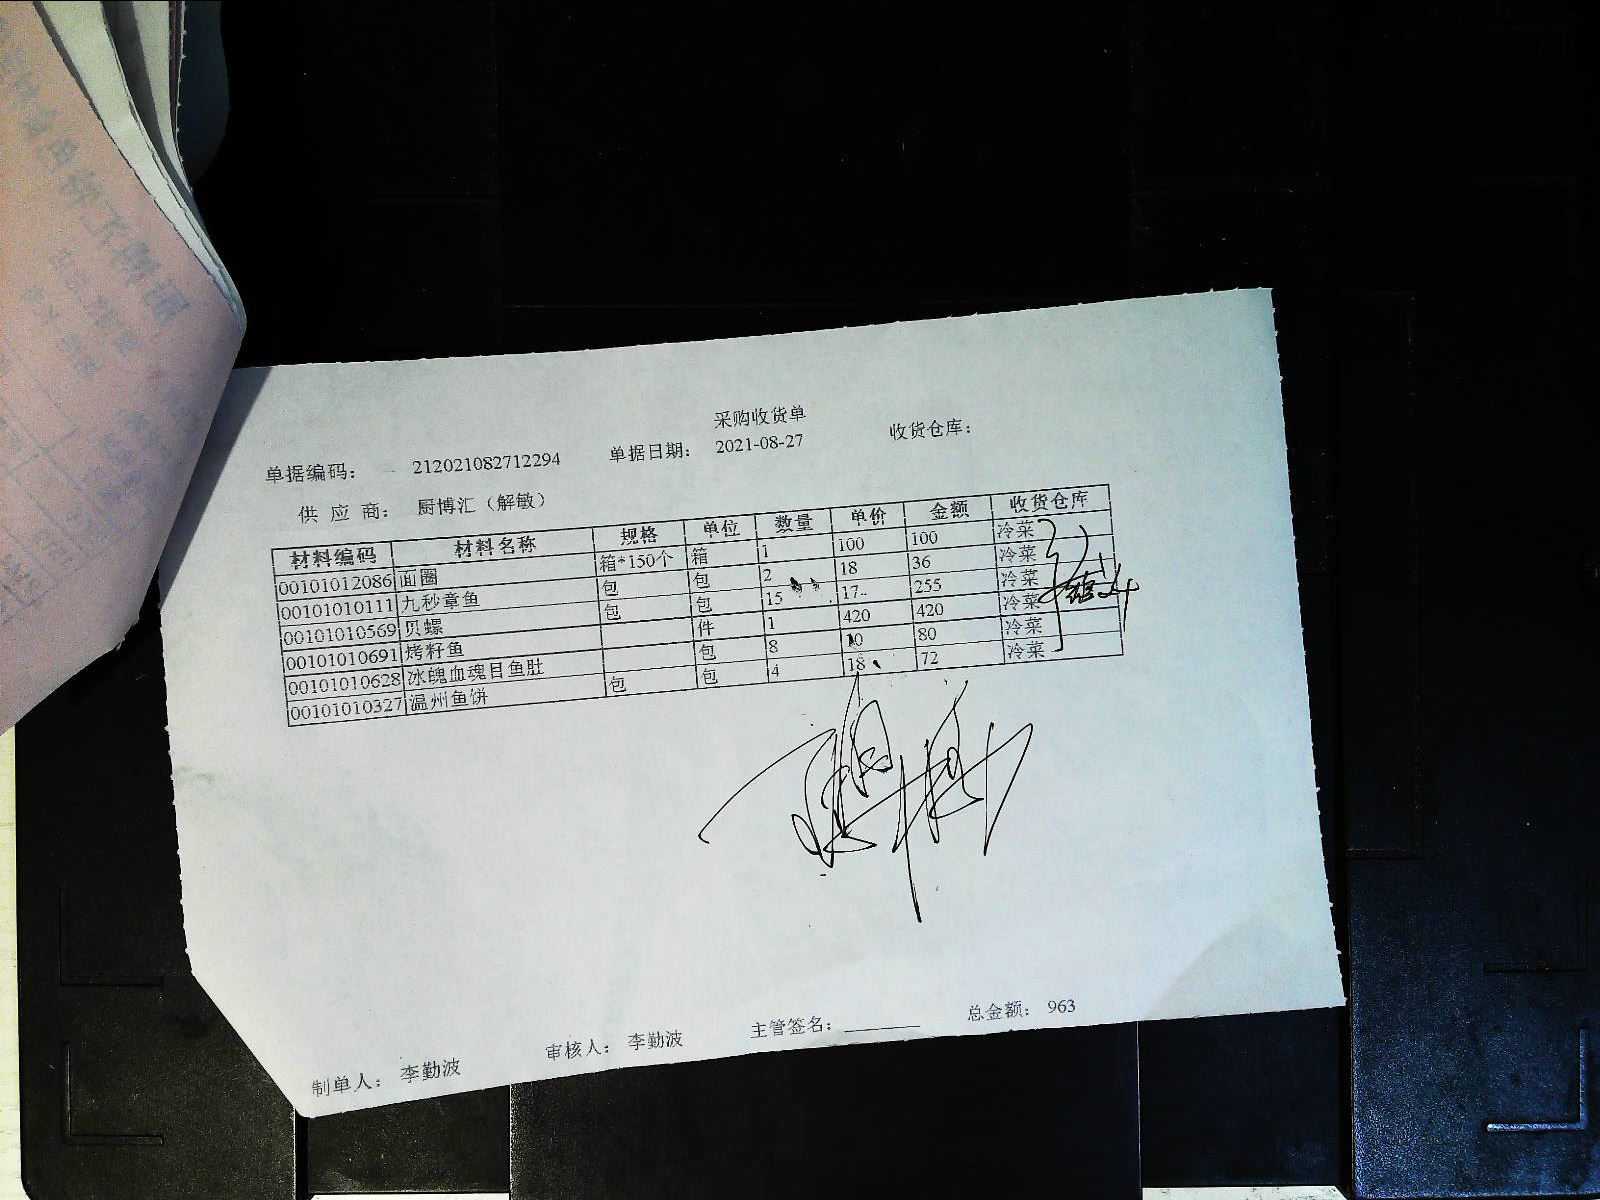 采购收货单
单据编码： 212021082712294 单据日期： 2021-08-27 收货仓库：
供 应 商： 厨博汇（解敏）
材料编码 材料名称 规格 单位 数量 单价 金额 收货仓库
00101012086 面圈 箱*150个 箱 1 100 100 冷菜
00101010111 九秒章鱼 包 包 2 18 36 冷菜
00101010569 贝螺 包 包 15 17 255 冷菜
00101010691 烤籽鱼 件 1 420 420 冷菜
00101010628 冰魄血魂目鱼肚 包 8 10 80 冷菜
00101010327 温州鱼饼 包 包 4 18 72 冷菜
制单人： 李勤波 审核人： 李勤波 主管签名： 总金额： 963